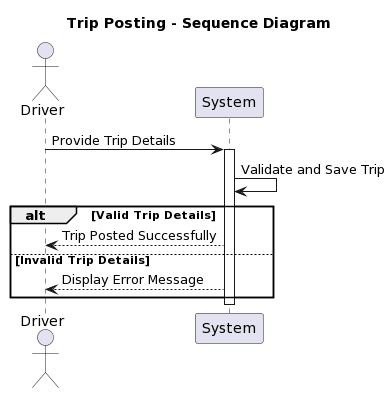 Trip Posting - Sequence Diagram
Driver
System
Provide Trip Details
Validate and Save Trip
alt [Valid Trip Details]
Trip Posted Successfully
[Invalid Trip Details]
Display Error Message
Driver
System